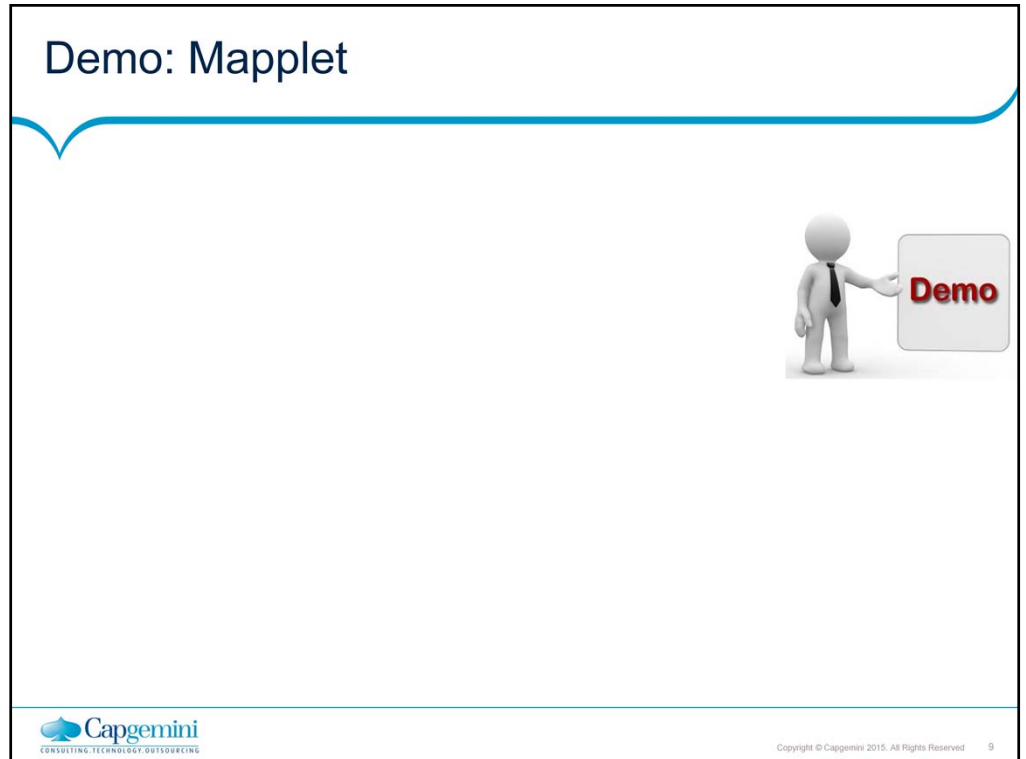 Demo: Mapplet
Demo
Capgemini
CONSULTING.TECHNOLOGY.OUTSOURCING
Copyright © Capgemini 2015. All Rights Reserved 9